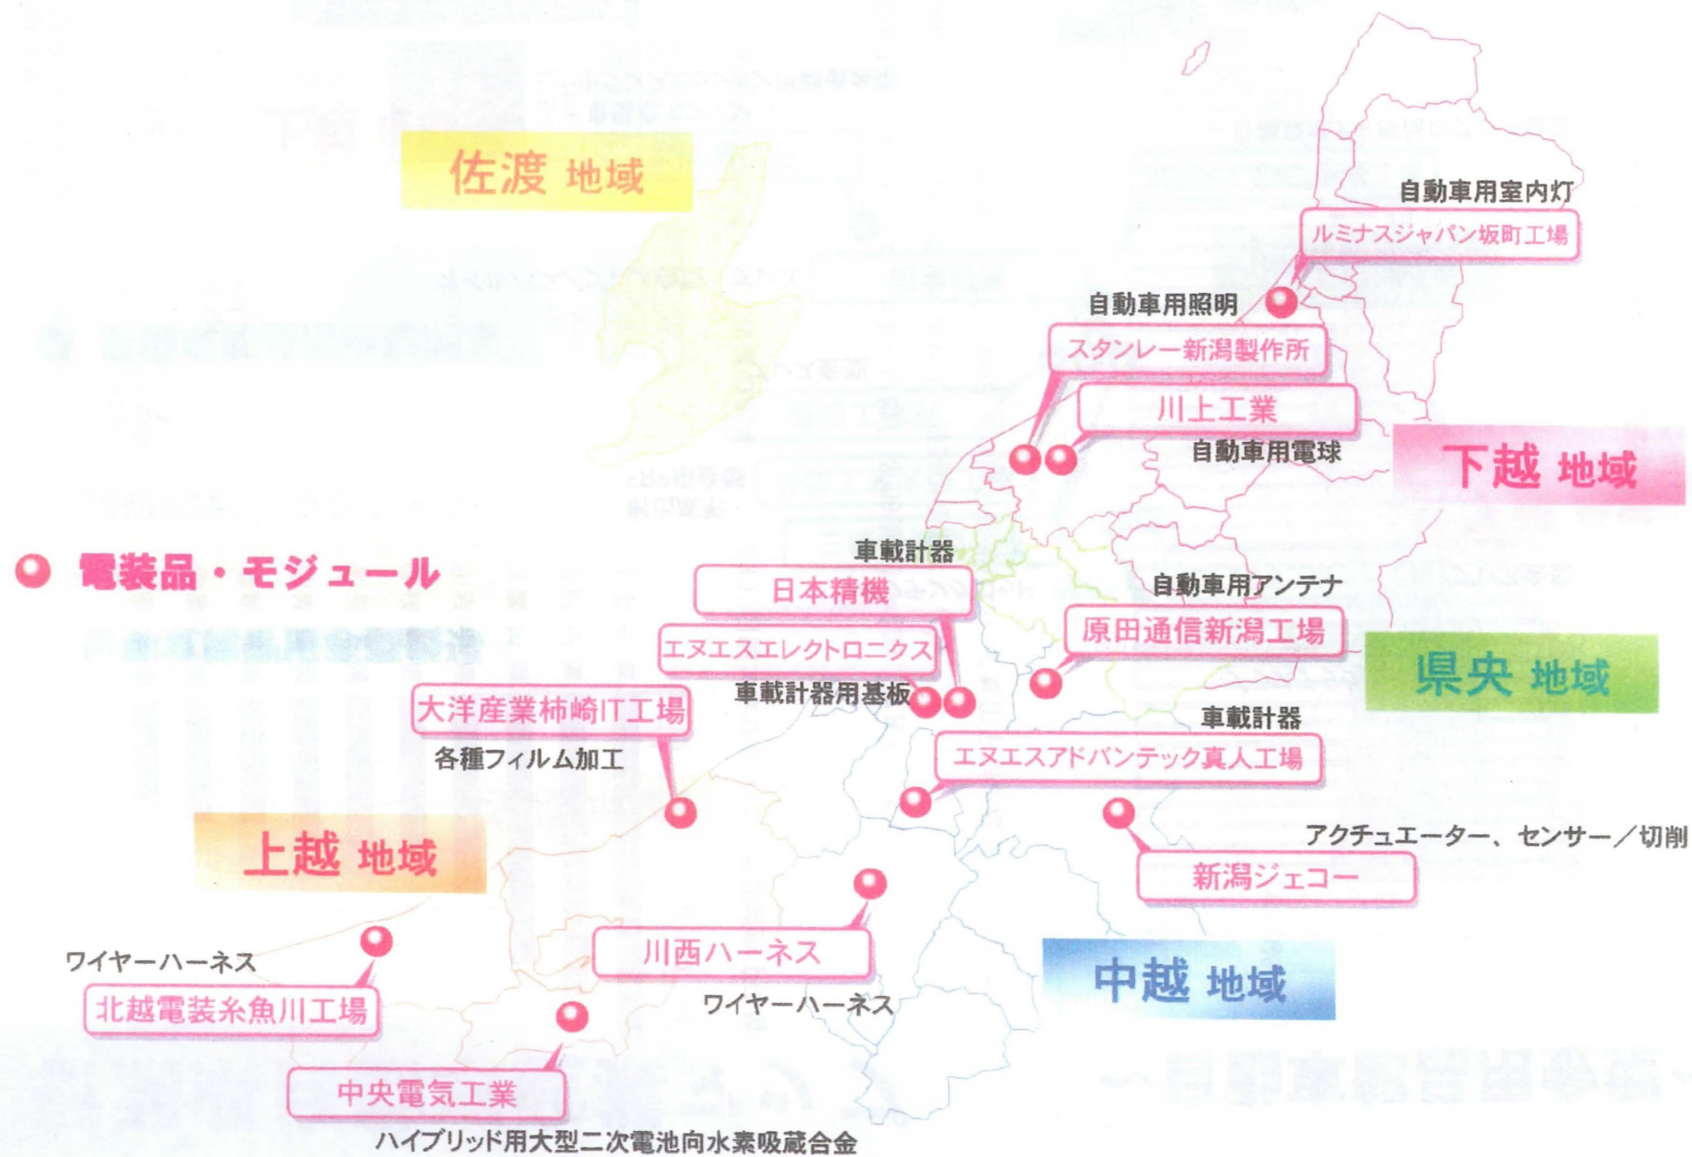 佐渡 地域
自動車用室内灯
ルミナスジャパン坂町工場
自動車用照明
スタンレー新潟製作所
川上工業
自動車用電球
下越 地域
電装品・モジュール
車載計器
日本精機
エヌエスエレクトロニクス
車載計器用基板
自動車用アンテナ
原田通信新潟工場
県央 地域
大洋産業柿崎IT工場
各種フィルム加工
車載計器
エヌエスアドバンテック真人工場
上越 地域
アクチュエーター、センサー/切削
新潟ジェコー
川西ハーネス
ワイヤーハーネス
中越 地域
ワイヤーハーネス
北越電装糸魚川工場
中央電気工業
ハイブリッド用大型二次電池向水素吸蔵合金